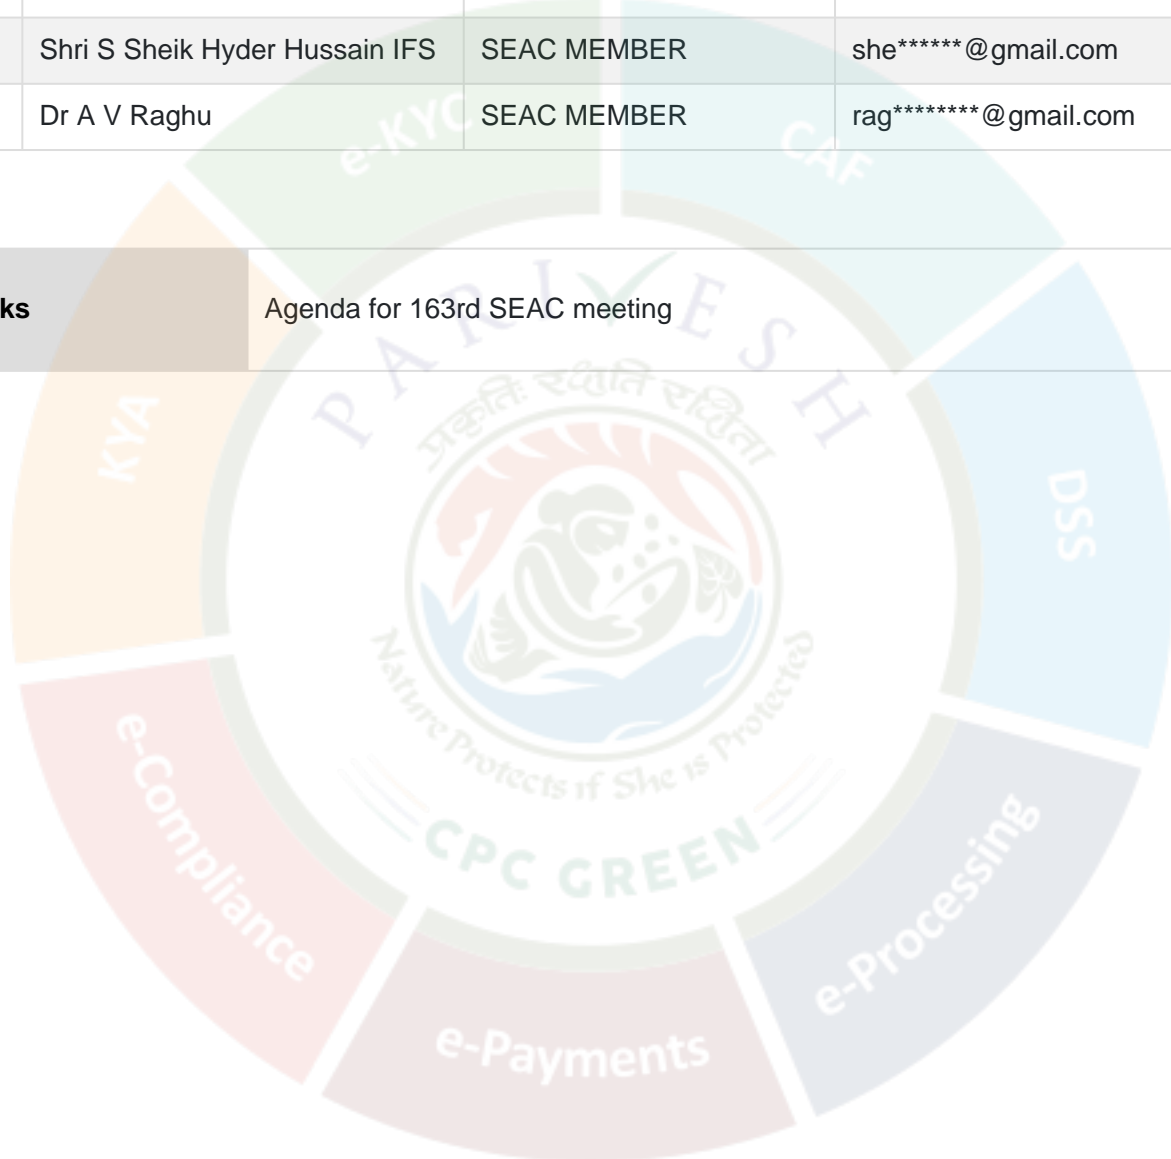 Shri S Sheik Hyder Hussain IFS SEAC MEMBER she******@gmail.com
Dr A V Raghu SEAC MEMBER rag********@gmail.com
ks Agenda for 163rd SEAC meeting
e-KYC
CAF
KYA
DSS
PARIVESH
प्रकृतिः रक्षति रक्षिता
Nature Protects if She is Protected
CPC GREEN
e-Compliance
e-Processing
e-Payments